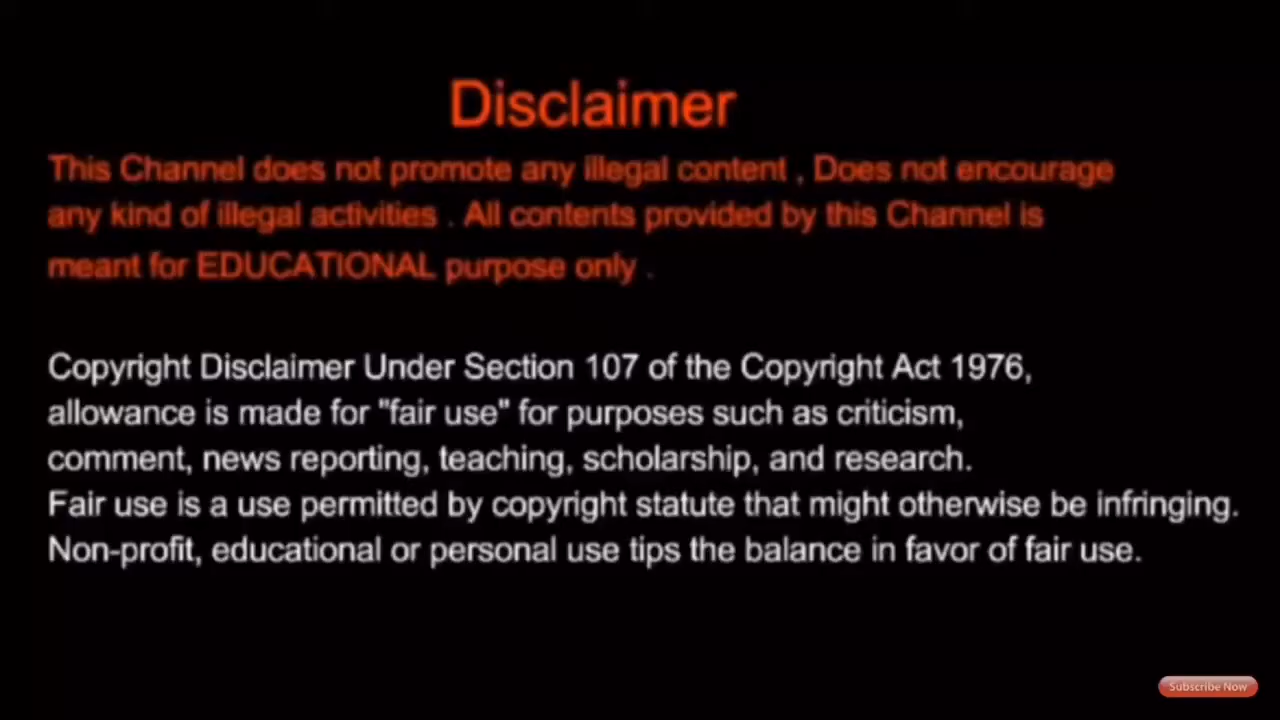 Disclaimer
This Channel does not promote any illegal content , Does not encourage
any kind of illegal activities . All contents provided by this Channel is
meant for EDUCATIONAL purpose only .
Copyright Disclaimer Under Section 107 of the Copyright Act 1976,
allowance is made for "fair use" for purposes such as criticism,
comment, news reporting, teaching, scholarship, and research.
Fair use is a use permitted by copyright statute that might otherwise be infringing.
Non-profit, educational or personal use tips the balance in favor of fair use.
Subscribe Now